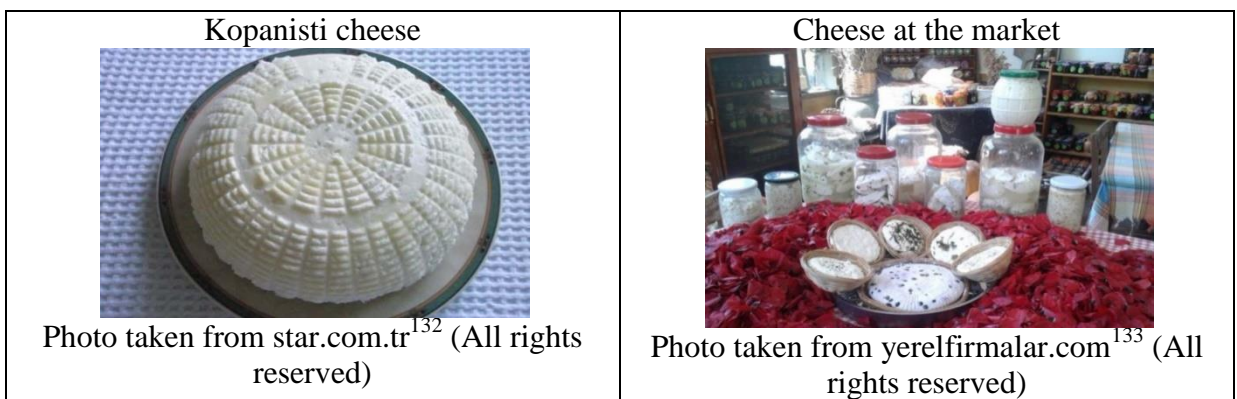 Kopanisti cheese
Photo taken from star.com.tr132 (All rights
reserved)
Cheese at the market
Photo taken from yerelfirmalar.com133 (All
rights reserved)